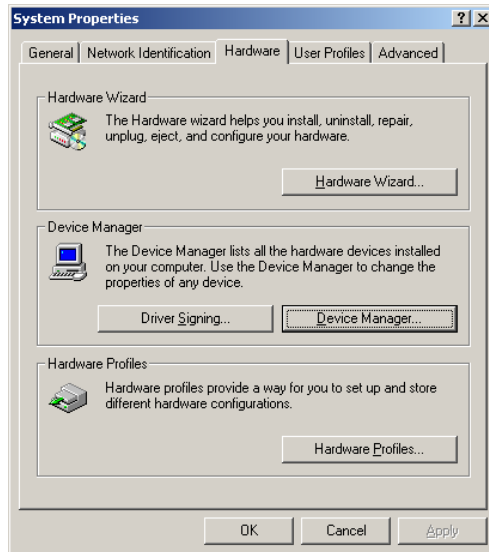 System Properties
General
Network Identification
Hardware
User Profiles
Advanced
Hardware Wizard
The Hardware wizard helps you install, uninstall, repair,
unplug, eject, and configure your hardware.
Hardware Wizard...
Device Manager
The Device Manager lists all the hardware devices installed
on your computer. Use the Device Manager to change the
properties of any device.
Driver Signing...
Device Manager...
Hardware Profiles
Hardware profiles provide a way for you to set up and store
different hardware configurations.
Hardware Profiles...
OK
Cancel
Apply